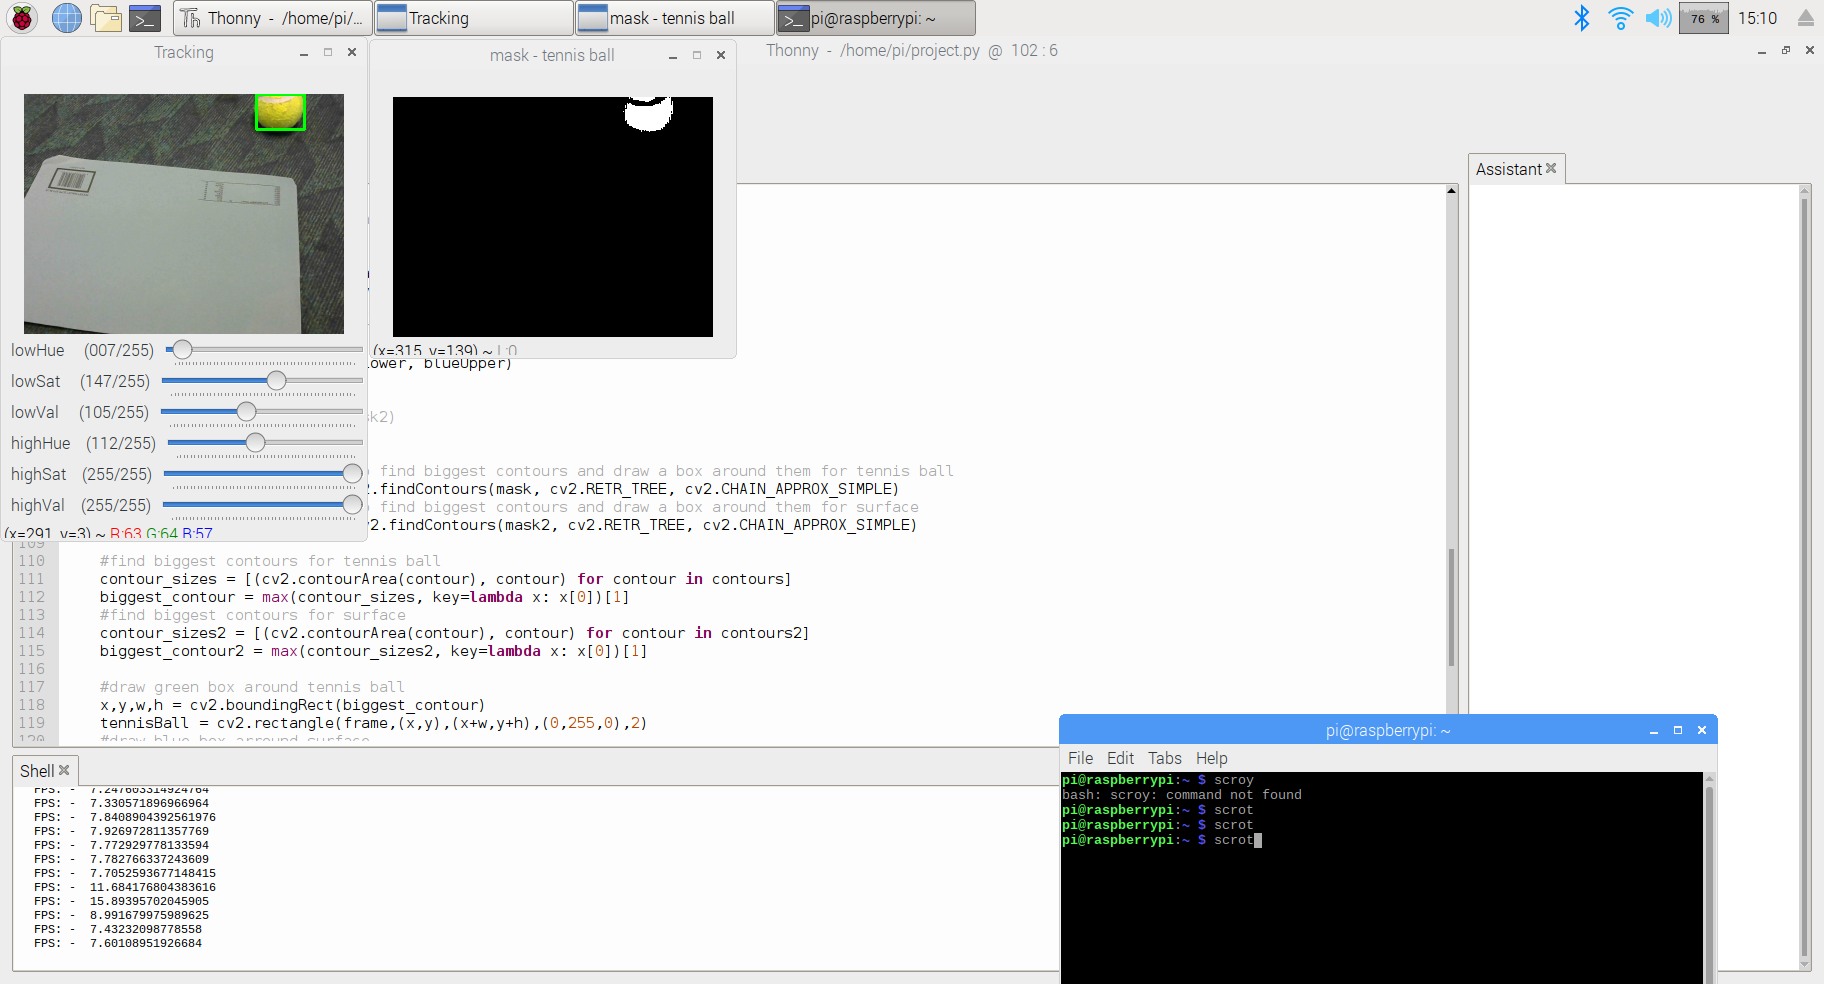 Thonny - /home/pi/...
Tracking
mask - tennis ball
pi@raspberrypi: ~
76 %
15:10
Tracking
mask - tennis ball
Thonny - /home/pi/project.py @ 102 : 6
Assistant
(x=315, y=139) ~ L:0
lowHue (007/255)
lowSat (147/255)
lowVal (105/255)
highHue (112/255)
highSat (255/255)
highVal (255/255)
(x=291, y=3) ~ R:63 G:64 B:57
ower, blueUpper)
sk2)
find biggest contours and draw a box around them for tennis ball
.findContours(mask, cv2.RETR_TREE, cv2.CHAIN_APPROX_SIMPLE)
find biggest contours and draw a box around them for surface
2.findContours(mask2, cv2.RETR_TREE, cv2.CHAIN_APPROX_SIMPLE)
109
110 #find biggest contours for tennis ball
111 contour_sizes = [(cv2.contourArea(contour), contour) for contour in contours]
112 biggest_contour = max(contour_sizes, key=lambda x: x[0])[1]
113 #find biggest contours for surface
114 contour_sizes2 = [(cv2.contourArea(contour), contour) for contour in contours2]
115 biggest_contour2 = max(contour_sizes2, key=lambda x: x[0])[1]
116
117 #draw green box around tennis ball
118 x,y,w,h = cv2.boundingRect(biggest_contour)
119 tennisBall = cv2.rectangle(frame,(x,y),(x+w,y+h),(0,255,0),2)
120 #draw blue box arround surface
Shell
FPS: - 7.247603314924764
FPS: - 7.330571896966964
FPS: - 7.8408904392561976
FPS: - 7.926972811357769
FPS: - 7.772929778133594
FPS: - 7.782766337243609
FPS: - 7.7052593677148415
FPS: - 11.684176804383616
FPS: - 15.89395702045905
FPS: - 8.991679975989625
FPS: - 7.43232098778558
FPS: - 7.60108951926684
pi@raspberrypi: ~
File Edit Tabs Help
pi@raspberrypi:~ $ scroy
bash: scroy: command not found
pi@raspberrypi:~ $ scrot
pi@raspberrypi:~ $ scrot
pi@raspberrypi:~ $ scrot